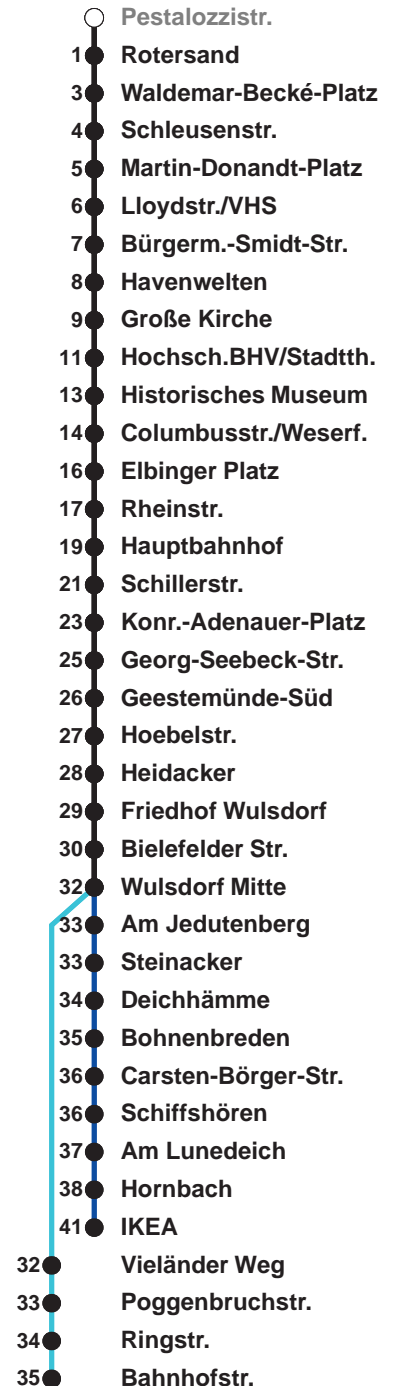 Pestalozzistr.
1 Rotersand
3 Waldemar-Becké-Platz
4 Schleusenstr.
5 Martin-Donandt-Platz
6 Lloydstr./VHS
7 Bürgerm.-Smidt-Str.
8 Havenwelten
9 Große Kirche
11 Hochsch.BHV/Stadtth.
13 Historisches Museum
14 Columbusstr./Weserf.
16 Elbinger Platz
17 Rheinstr.
19 Hauptbahnhof
21 Schillerstr.
23 Konr.-Adenauer-Platz
25 Georg-Seebeck-Str.
26 Geestemünde-Süd
27 Hoebelstr.
28 Heidacker
29 Friedhof Wulsdorf
30 Bielefelder Str.
32 Wulsdorf Mitte
33 Am Jedutenberg
33 Steinacker
34 Deichhämme
35 Bohnenbreden
36 Carsten-Börger-Str.
36 Schiffshören
37 Am Lunedeich
38 Hornbach
41 IKEA
32 Vieländer Weg
33 Poggenbruchstr.
34 Ringstr.
35 Bahnhofstr.